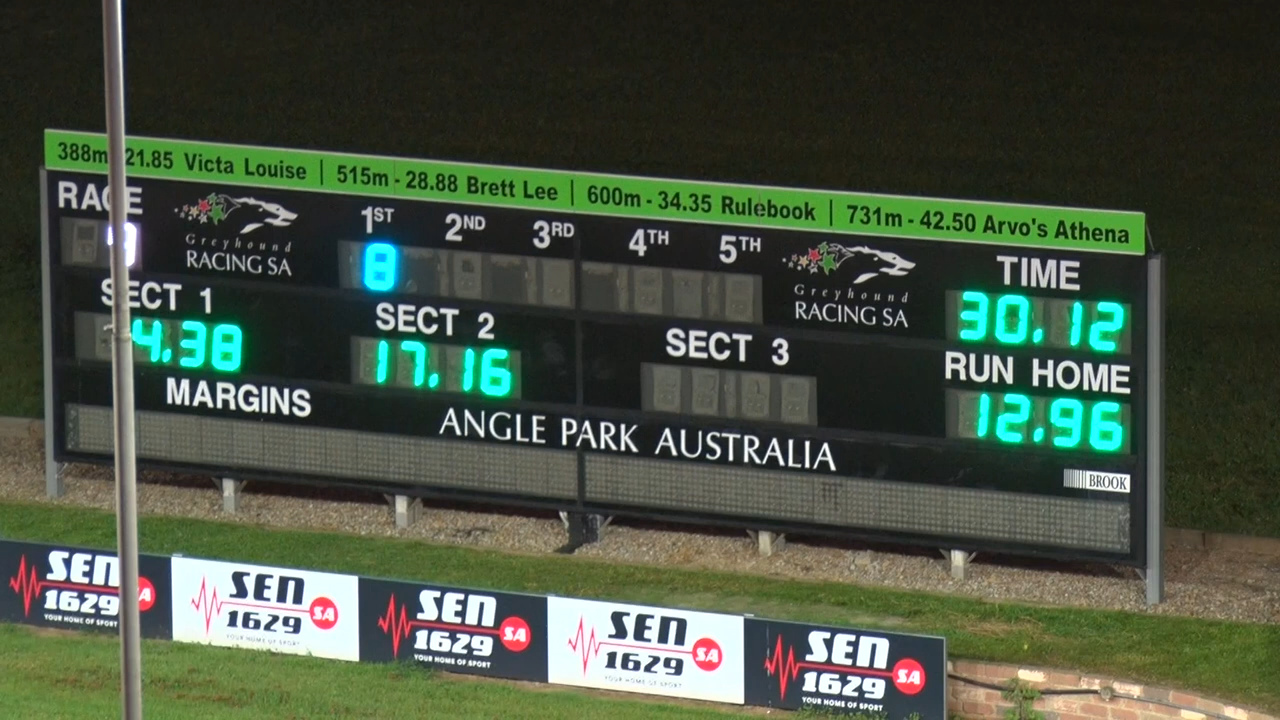 388m 21.85 Victa Louise | 515m - 28.88 Brett Lee | 600m - 34.35 Rulebook | 731m - 42.50 Arvo's Athena
RACE
Greyhound
RACING SA
1ST 2ND 3RD 4TH 5TH
8
Greyhound
RACING SA
TIME
30.12
SECT 1
4.38
SECT 2
17.16
SECT 3
RUN HOME
12.96
MARGINS
ANGLE PARK AUSTRALIA
BROOK
SEN
1629
YOUR HOME OF SPORT
SEN SA
1629
YOUR HOME OF SPORT
SEN SA
1629
YOUR HOME OF SPORT
SEN SA
1629
YOUR HOME OF SPORT
SEN SA
1629
YOUR HOME OF SPORT